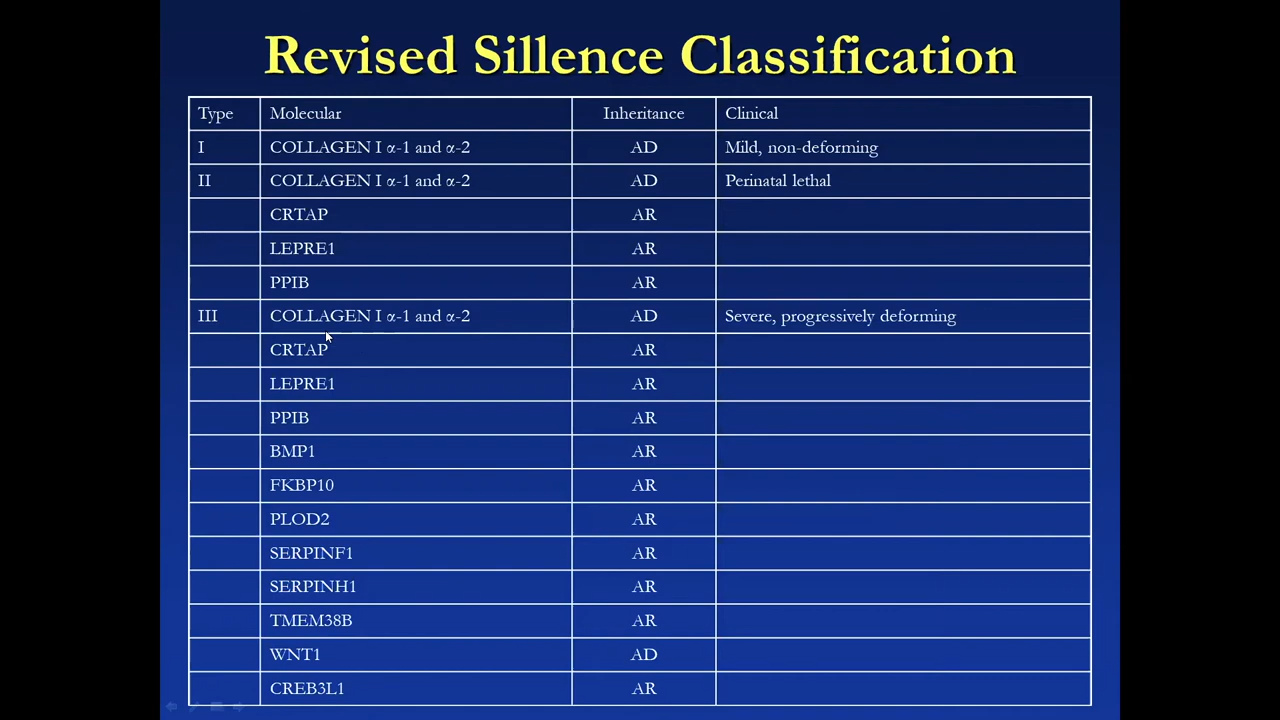 Revised Sillence Classification
Type Molecular Inheritance Clinical
I COLLAGEN I α-1 and α-2 AD Mild, non-deforming
II COLLAGEN I α-1 and α-2 AD Perinatal lethal
CRTAP AR
LEPRE1 AR
PPIB AR
III COLLAGEN I α-1 and α-2 AD Severe, progressively deforming
CRTAP AR
LEPRE1 AR
PPIB AR
BMP1 AR
FKBP10 AR
PLOD2 AR
SERPINF1 AR
SERPINH1 AR
TMEM38B AR
WNT1 AD
CREB3L1 AR